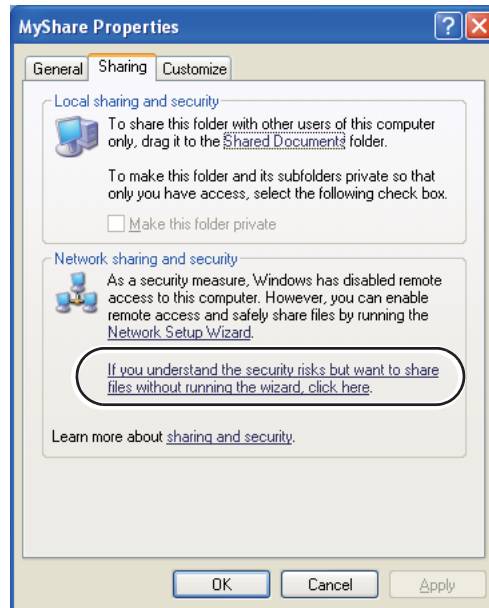 MyShare Properties
General Sharing Customize
Local sharing and security
To share this folder with other users of this computer
only, drag it to the Shared Documents folder.
To make this folder and its subfolders private so that
only you have access, select the following check box.
Make this folder private
Network sharing and security
As a security measure, Windows has disabled remote
access to this computer. However, you can enable
remote access and safely share files by running the
Network Setup Wizard.
If you understand the security risks but want to share
files without running the wizard, click here.
Learn more about sharing and security.
OK Cancel Apply